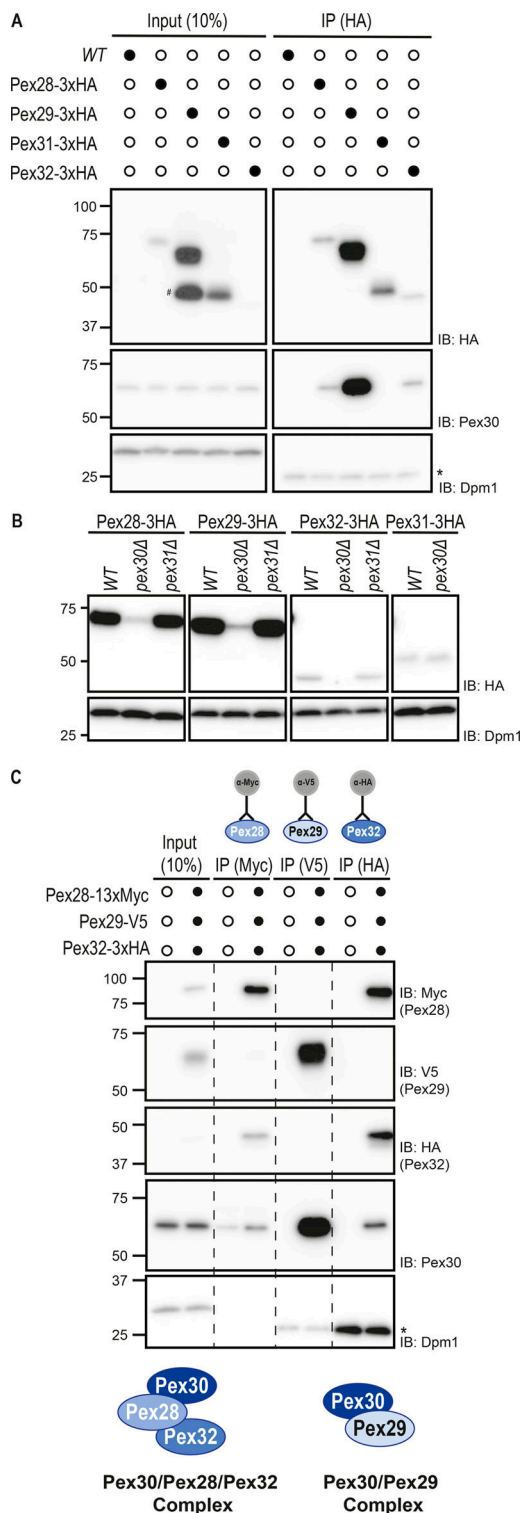 A
Input (10%) IP (HA)
WT
Pex28-3xHA
Pex29-3xHA
Pex31-3xHA
Pex32-3xHA
100
75
50
#
37
IB: HA
75
50
IB: Pex30
25
*
IB: Dpm1
B
Pex28-3HA Pex29-3HA Pex32-3HA Pex31-3HA
WT pex30Δ pex31Δ WT pex30Δ pex31Δ WT pex30Δ pex31Δ WT pex30Δ
75
50
IB: HA
25
IB: Dpm1
C
α-Myc α-V5 α-HA
Pex28 Pex29 Pex32
Input
(10%) IP (Myc) IP (V5) IP (HA)
Pex28-13xMyc
Pex29-V5
Pex32-3xHA
100
75
IB: Myc
(Pex28)
75
50
IB: V5
(Pex29)
50
37
IB: HA
(Pex32)
75
50
IB: Pex30
37
25
*
IB: Dpm1
Pex30 Pex30
Pex28 Pex29
Pex32
Pex30/Pex28/Pex32 Pex30/Pex29
Complex Complex